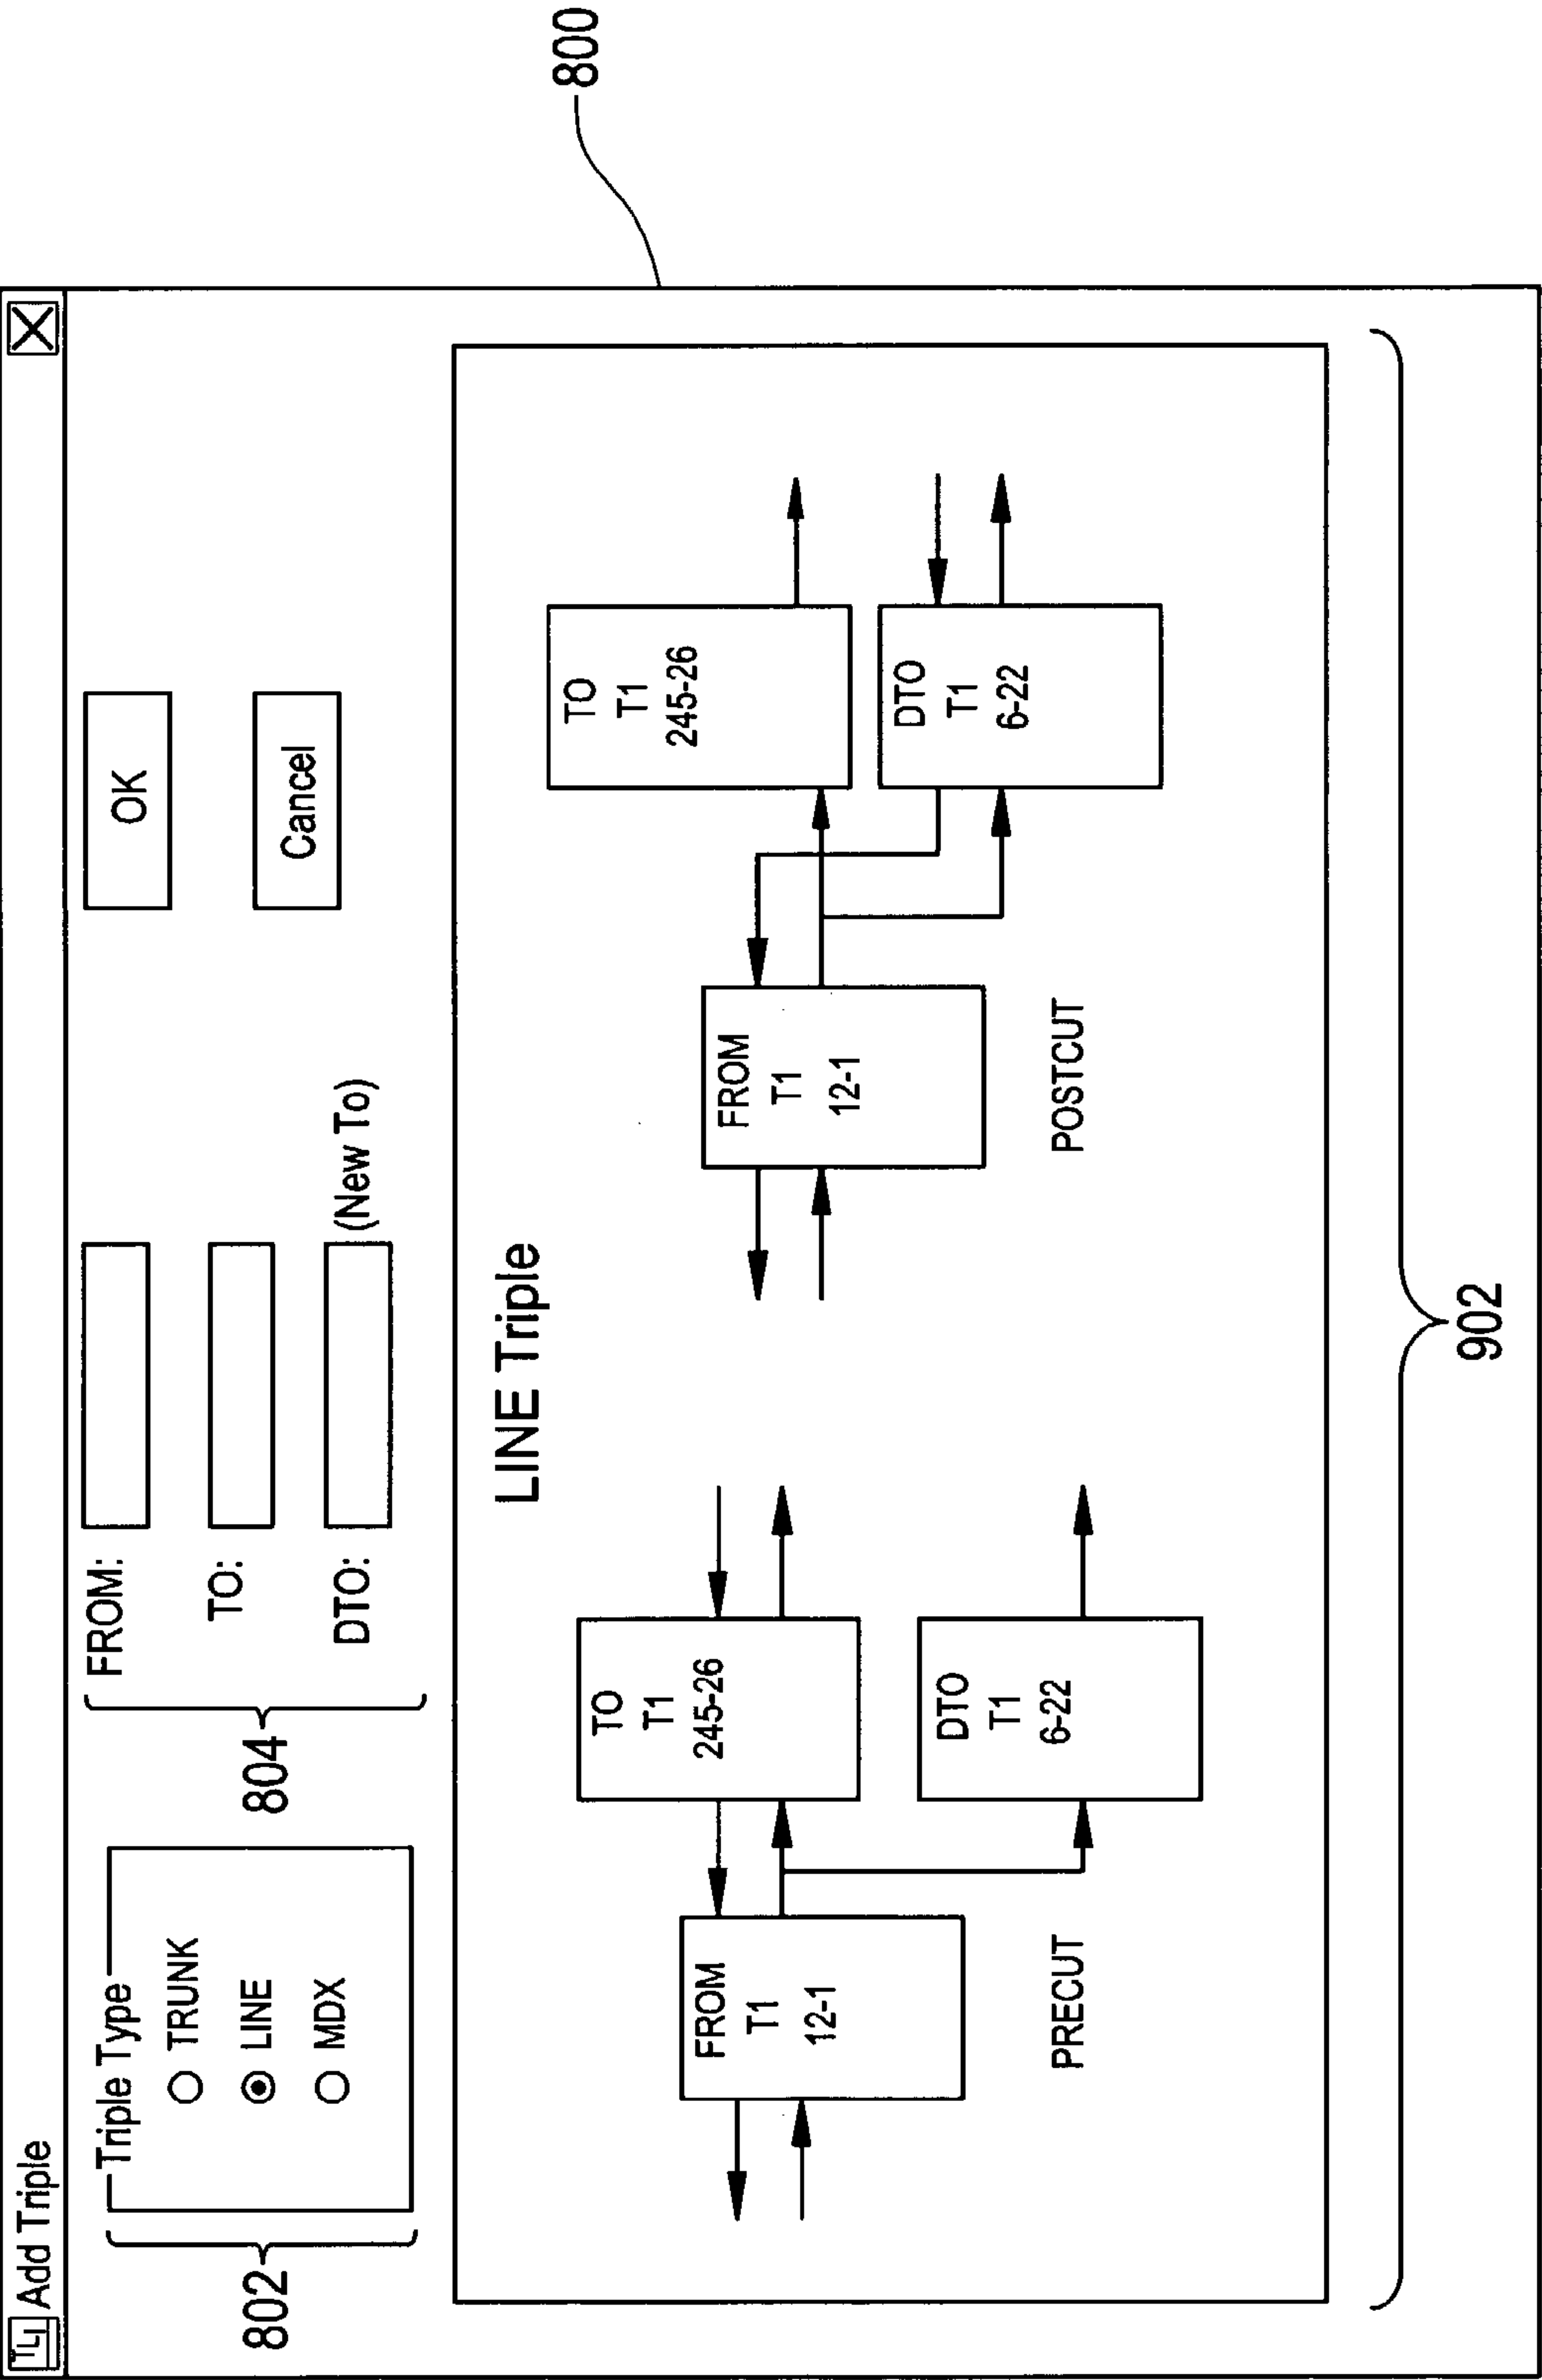 TLI Add Triple
802
Triple Type
TRUNK
LINE
MDX
804
FROM:
TO:
DTO:
(New To)
OK
Cancel
800
LINE Triple
FROM
T1
12-1
TO
T1
245-26
DTO
T1
6-22
PRECUT
FROM
T1
12-1
TO
T1
245-26
DTO
T1
6-22
POSTCUT
902